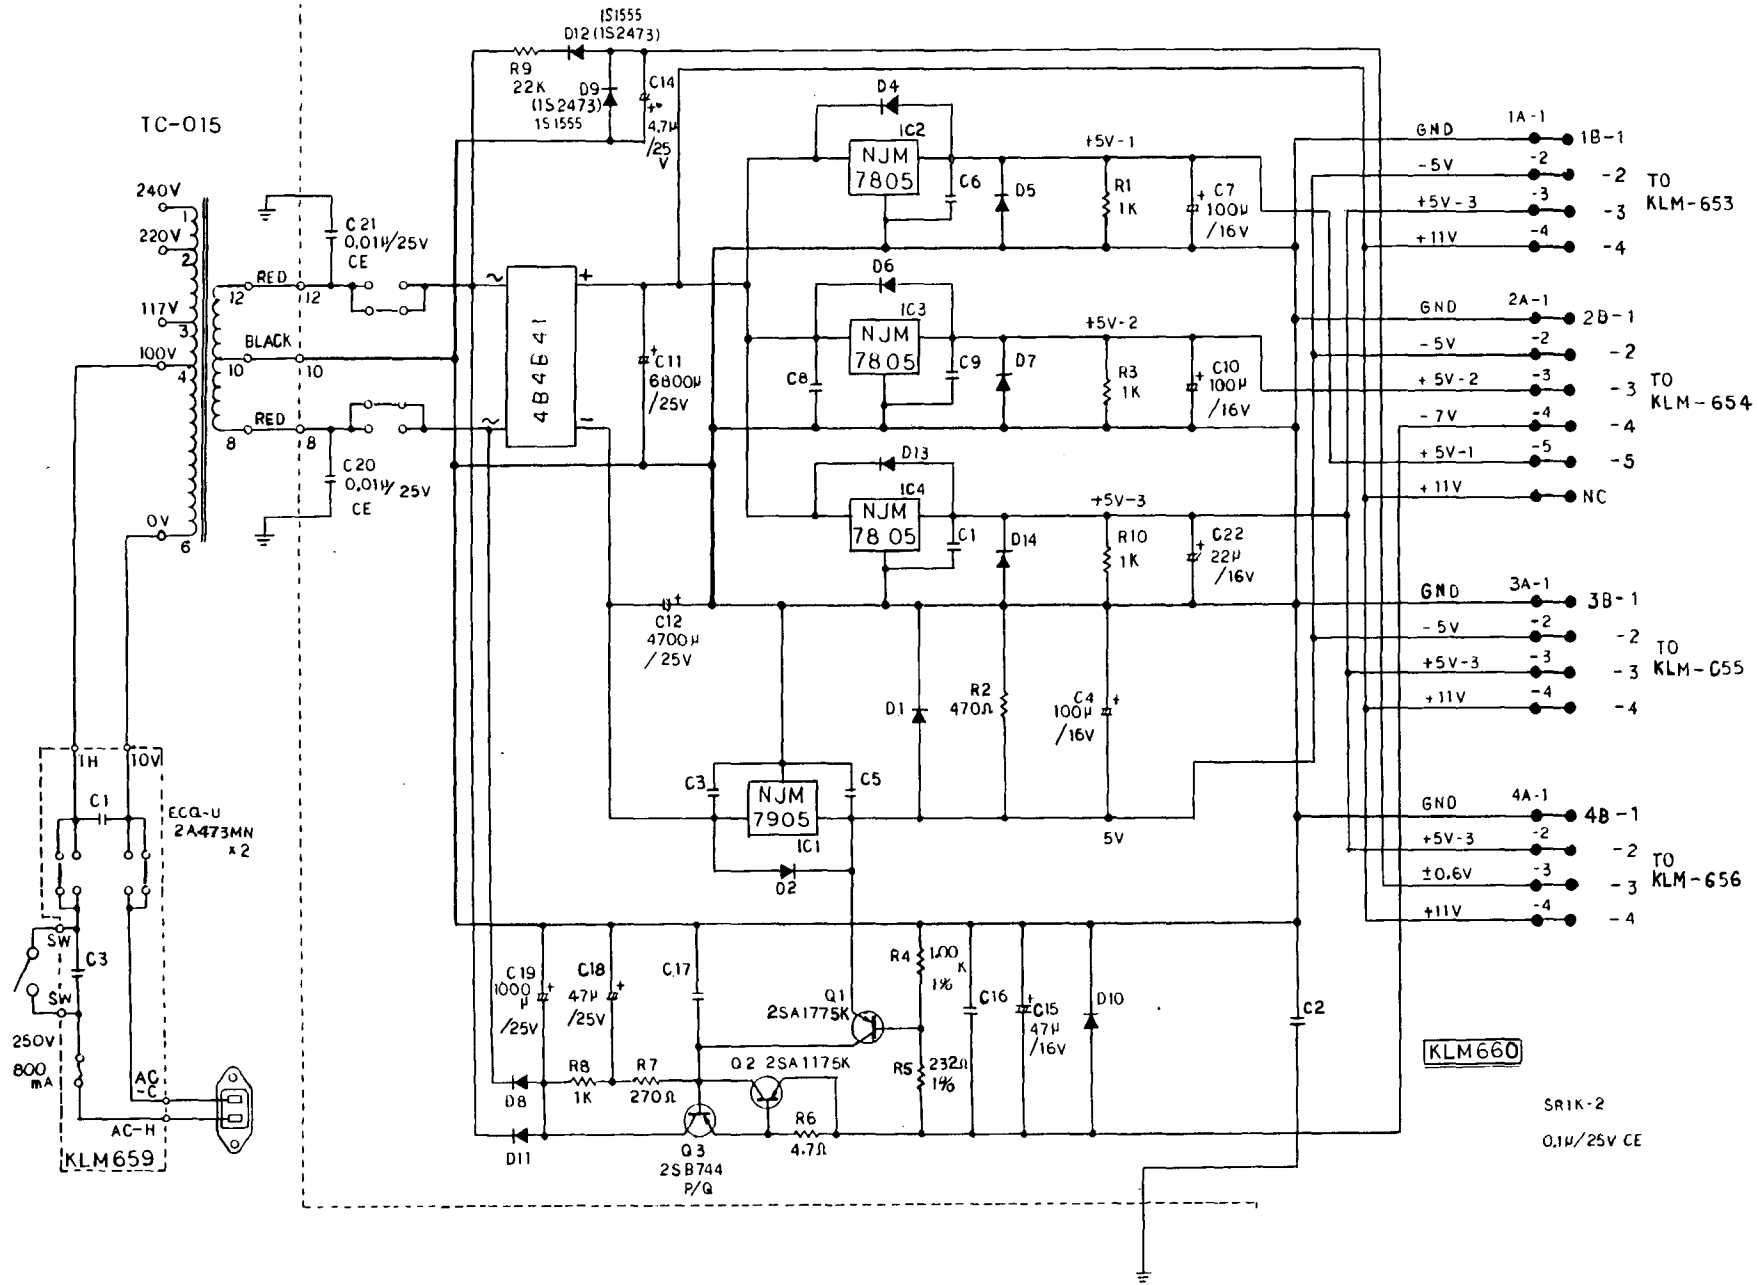 1S1555
D12 (1S2473)
R9
22K
D9
(1S2473)
1S1555
C14
+
4.7µ
/25
V
TC-015
240V
1
220V
2
117V
3
100V
4
0V
6
12
RED
12
BLACK
10
10
8
RED
8
C21
0.01µ/25V
CE
C20
0.01µ/25V
CE
~
~
+
-
4B4B41
+
C11
6800µ
/25V
D4
IC2
NJM
7805
C6
D5
+5V-1
R1
1K
+
C7
100µ
/16V
D6
IC3
NJM
7805
C8
C9
D7
+5V-2
R3
1K
+
C10
100µ
/16V
D13
IC4
NJM
7805
C1
D14
+5V-3
R10
1K
+
C22
22µ
/16V
+
C12
4700µ
/25V
D1
R2
470Ω
C4
+
100µ
/16V
C3
NJM
7905
IC1
C5
D2
5V
GND
1A-1
1B-1
-5V
-2
-2
+5V-3
-3
-3
+11V
-4
-4
TO
KLM-653
GND
2A-1
2B-1
-5V
-2
-2
+5V-2
-3
-3
-7V
-4
-4
+5V-1
-5
-5
+11V
NC
TO
KLM-654
GND
3A-1
3B-1
-5V
-2
-2
+5V-3
-3
-3
+11V
-4
-4
TO
KLM-C55
GND
4A-1
4B-1
+5V-3
-2
-2
±0.6V
-3
-3
+11V
-4
-4
TO
KLM-656
1H
10V
C1
ECQ-U
2A473MN
x2
SW
C3
SW
250V
800
mA
AC
-C
AC-H
KLM659
C19
1000
µ
+
/25V
C18
47µ
+
/25V
C17
Q1
2SA1775K
R4
1.00
K
1%
C16
+
C15
47µ
/16V
D10
C2
R5
232Ω
1%
D8
R8
1K
R7
270Ω
Q2 2SA1175K
R6
4.7Ω
D11
Q3
2SB744
P/Q
KLM660
SR1K-2
0.1µ/25V CE